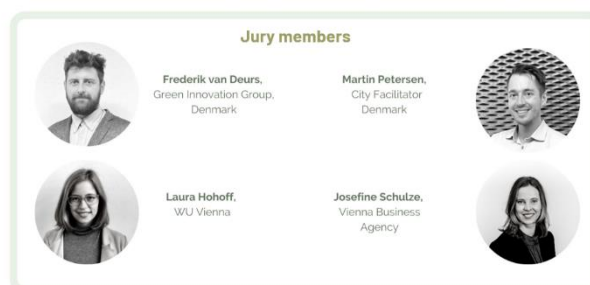 Jury members
Frederik van Deurs,
Green Innovation Group,
Denmark
Martin Petersen,
City Facilitator
Denmark
Laura Hohoff,
WU Vienna
Josefine Schulze,
Vienna Business
Agency